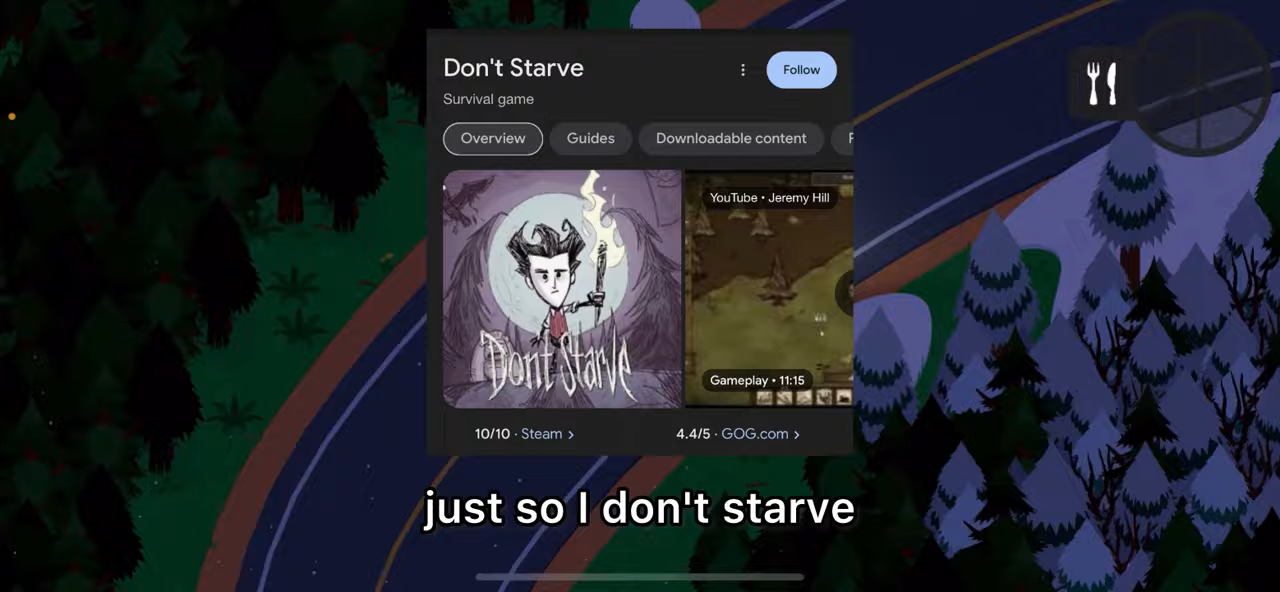 Don't Starve
Follow
Survival game
Overview
Guides
Downloadable content
YouTube • Jeremy Hill
Don't Starve
Gameplay • 11:15
10/10 · Steam >
4.4/5 · GOG.com >
just so I don't starve